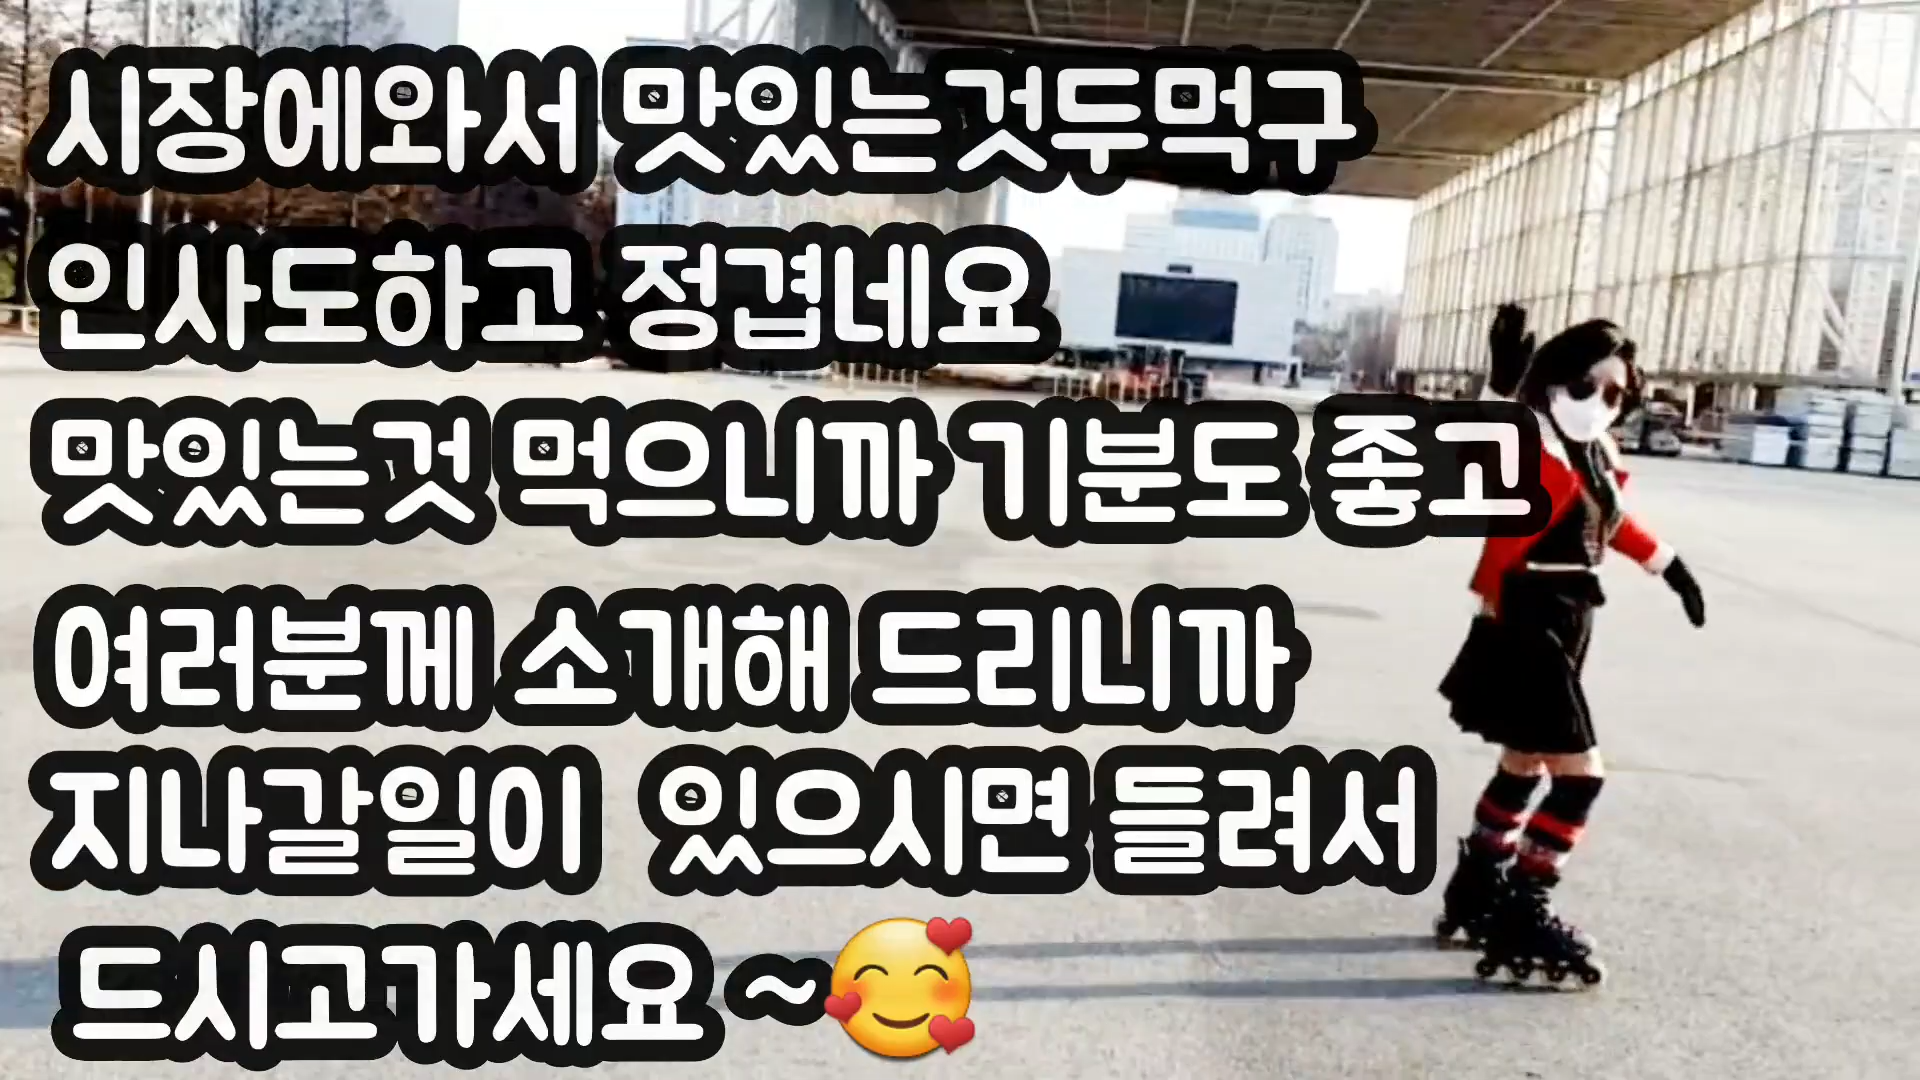 시장에와서 맛있는것두먹구
인사도하고 정겹네요
맛있는것 먹으니까 기분도 좋고
여러분께 소개해 드리니까
지나갈일이 있으시면 들려서
드시고가세요 ~🥰